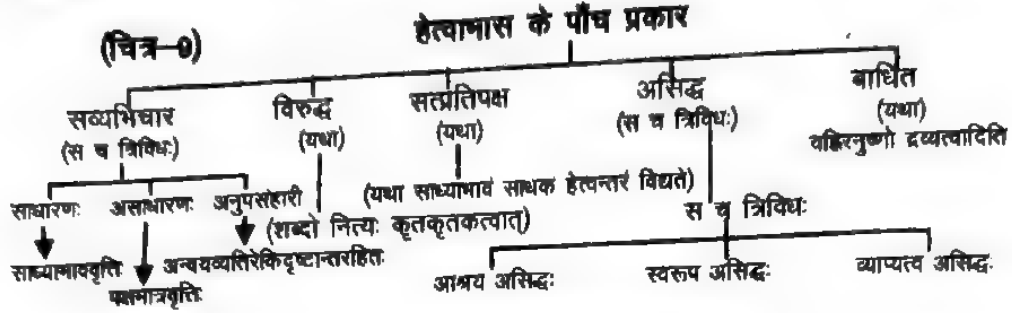 हेत्वाभास के पाँच प्रकार
(चित्र-9)
सव्यभिचार
(स च त्रिविधः)
विरुद्ध
(यथा)
सत्प्रतिपक्ष
(यथा)
असिद्ध
(स च त्रिविधः)
बाधित
(यथा)
वह्निरनुष्णो द्रव्यत्वादिति
साधारणः असाधारणः अनुपसंहारी
(यथा साध्याभावं साधक हेत्वन्तरं विद्यते)
(शब्दो नित्यः कृतकृतकत्वात्)
स च त्रिविधः
साध्याभाववृत्तिः
पक्षमात्रवृत्तिः
अन्वयव्यतिरेकिदृष्टान्तरहितः
आश्रय असिद्धः
स्वरूप असिद्धः
व्याप्यत्व असिद्धः